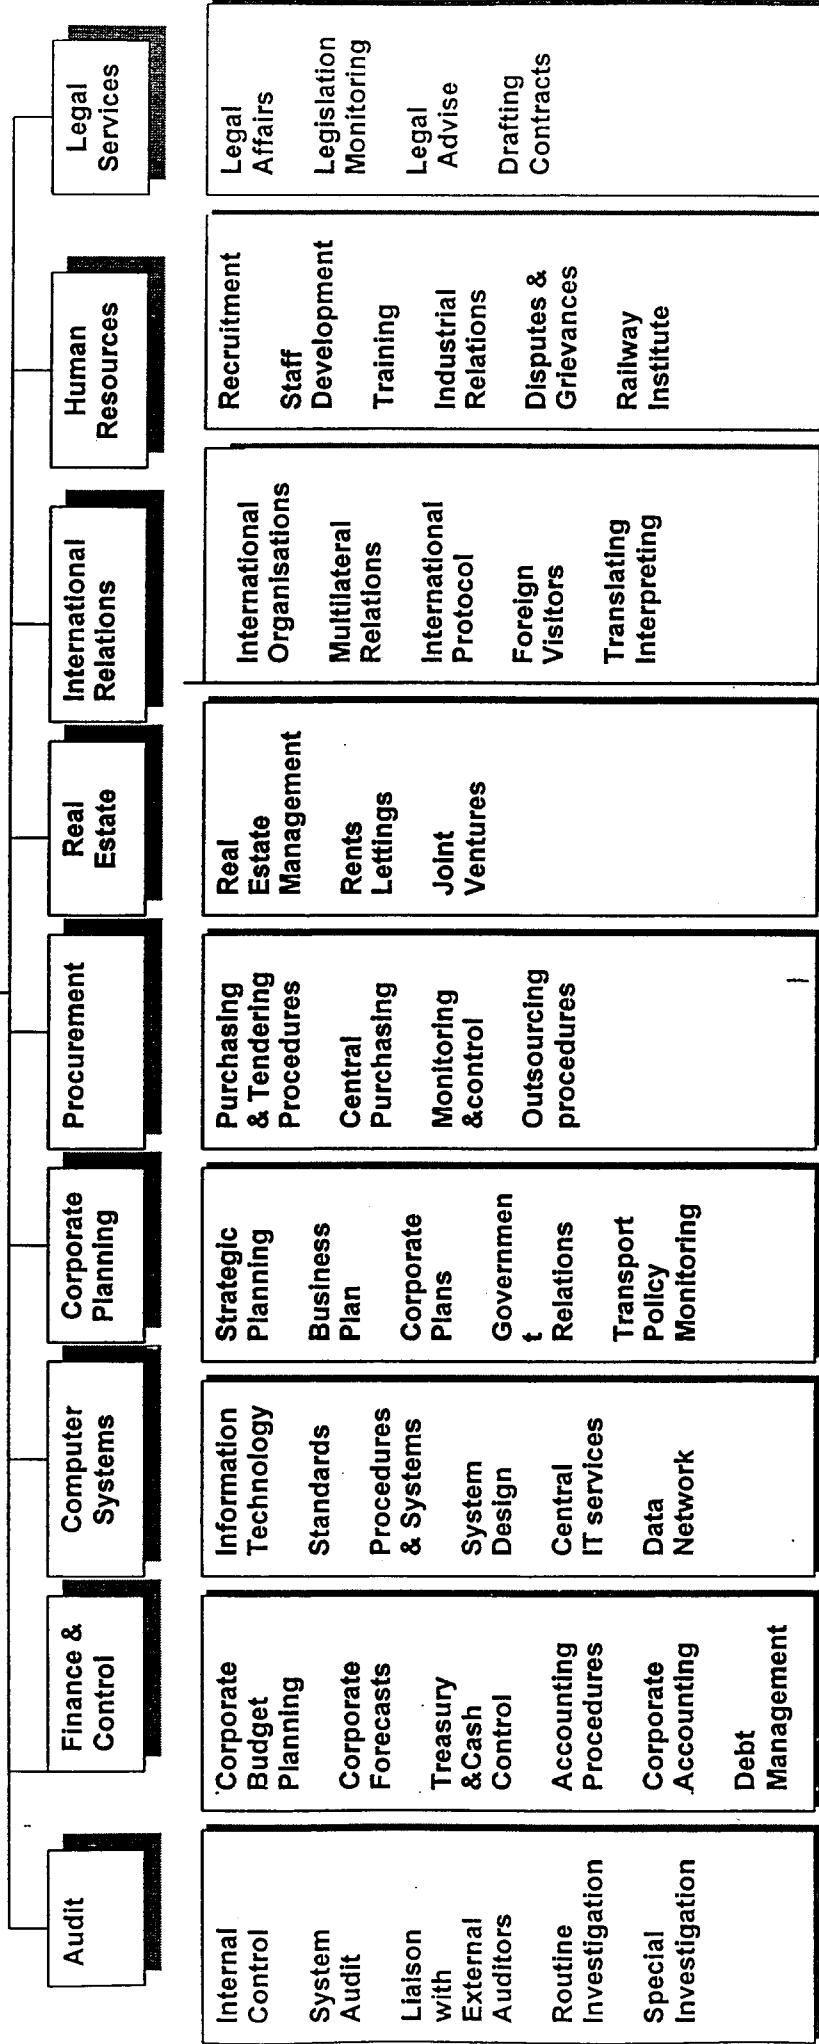 Audit
Internal
Control
System
Audit
Liaison
with
External
Auditors
Routine
Investigation
Special
Investigation
Finance &
Control
Corporate
Budget
Planning
Corporate
Forecasts
Treasury
&Cash
Control
Accounting
Procedures
Corporate
Accounting
Debt
Management
Computer
Systems
Information
Technology
Standards
Procedures
& Systems
System
Design
Central
IT services
Data
Network
Corporate
Planning
Strategic
Planning
Business
Plan
Corporate
Plans
Governmen
t
Relations
Transport
Policy
Monitoring
Procurement
Purchasing
& Tendering
Procedures
Central
Purchasing
Monitoring
&control
Outsourcing
procedures
Real
Estate
Real
Estate
Management
Rents
Lettings
Joint
Ventures
International
Relations
International
Organisations
Multilateral
Relations
International
Protocol
Foreign
Visitors
Translating
Interpreting
Human
Resources
Recruitment
Staff
Development
Training
Industrial
Relations
Disputes &
Grievances
Railway
Institute
Legal
Services
Legal
Affairs
Legislation
Monitoring
Legal
Advise
Drafting
Contracts